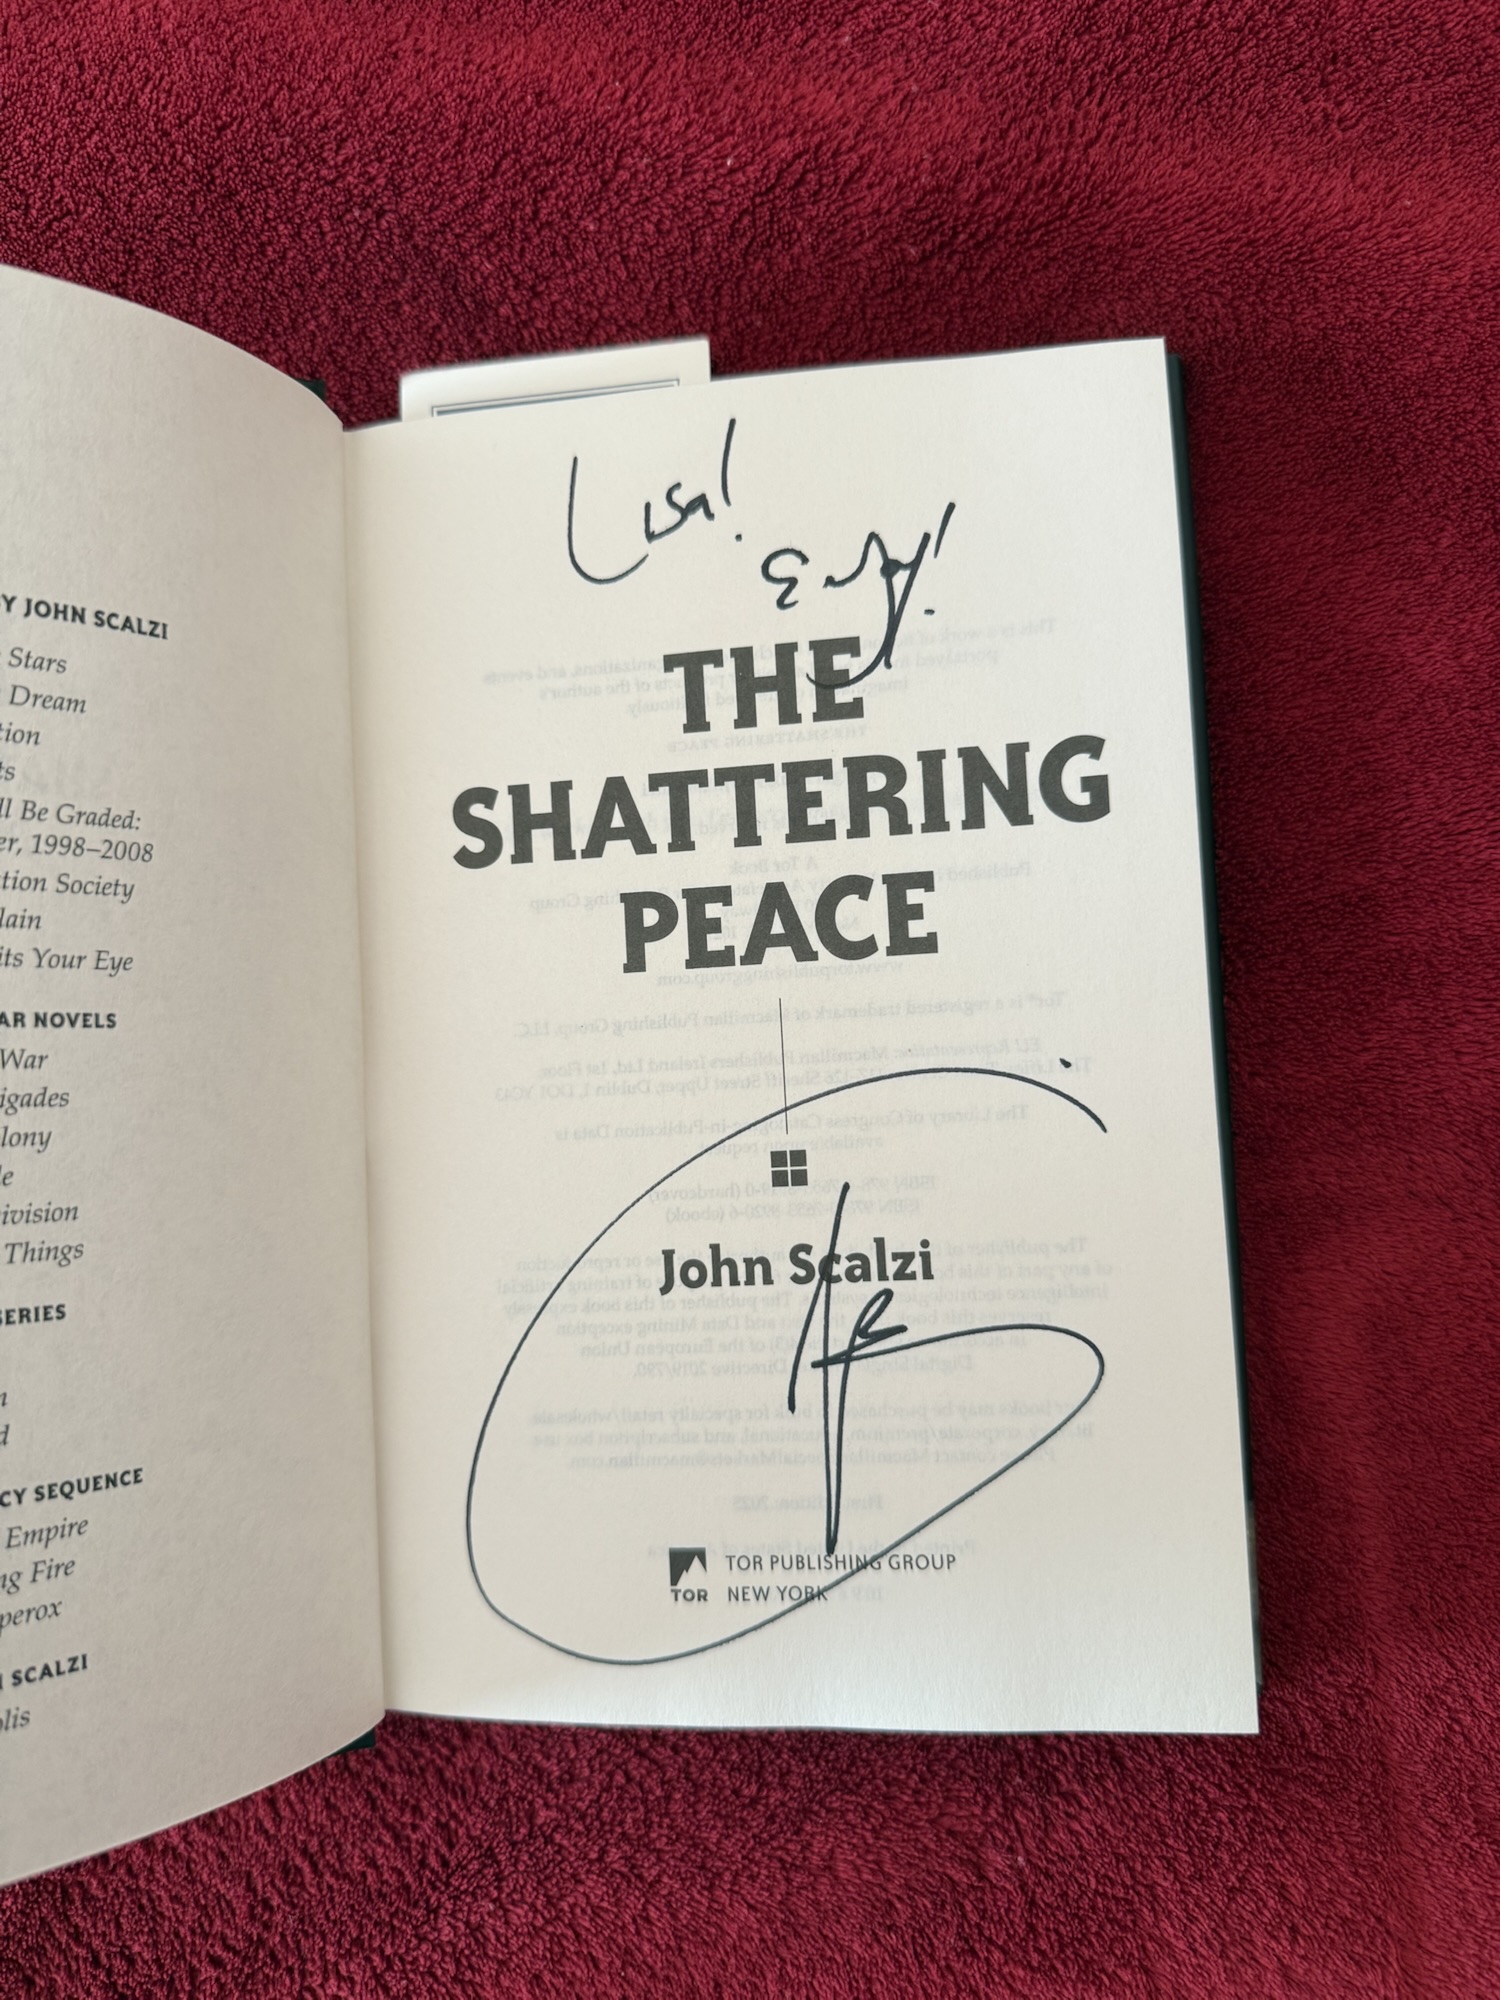 Y JOHN SCALZI
Stars
Dream
tion
ts
ll Be Graded:
er, 1998–2008
tion Society
lain
its Your Eye
AR NOVELS
War
igades
lony
le
ivision
Things
SERIES
n
d
CY SEQUENCE
Empire
ng Fire
perox
N SCALZI
olis
Lisa!
Enjoy!
THE
SHATTERING
PEACE
John Scalzi
TOR PUBLISHING GROUP
TOR NEW YORK